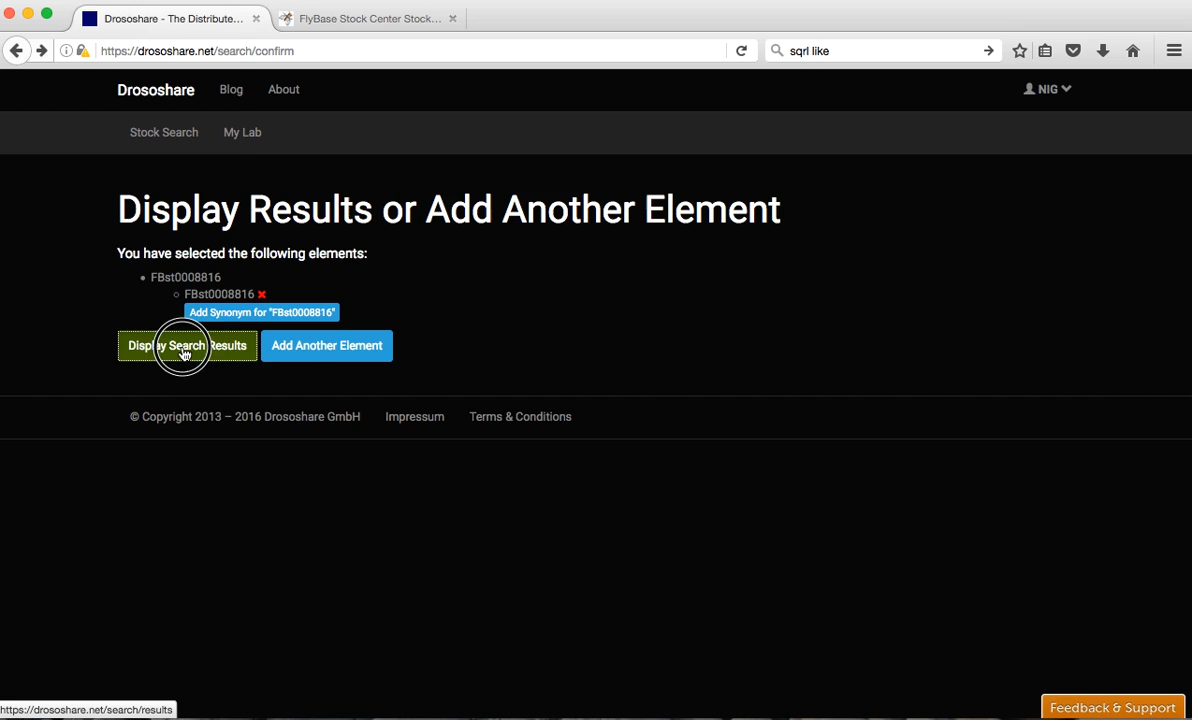 Drososhare - The Distribute...
FlyBase Stock Center Stock...
https://drososhare.net/search/confirm
sqrl like
Drososhare Blog About
NIG
Stock Search My Lab
Display Results or Add Another Element
You have selected the following elements:
FBst0008816
FBst0008816
Add Synonym for "FBst0008816"
Display Search Results Add Another Element
© Copyright 2013 – 2016 Drososhare GmbH Impressum Terms & Conditions
Feedback & Support
https://drososhare.net/search/results